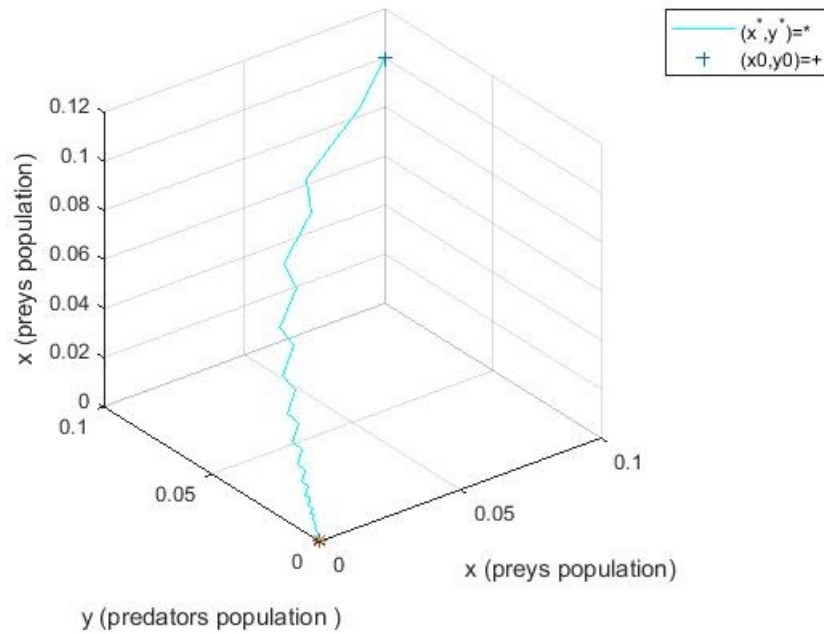 (x*,y*)=*
(x0,y0)=+
0.12
0.1
0.08
0.06
0.04
0.02
0
x (preys population)
0.1
0.05
0
y (predators population )
0
0.05
0.1
x (preys population)